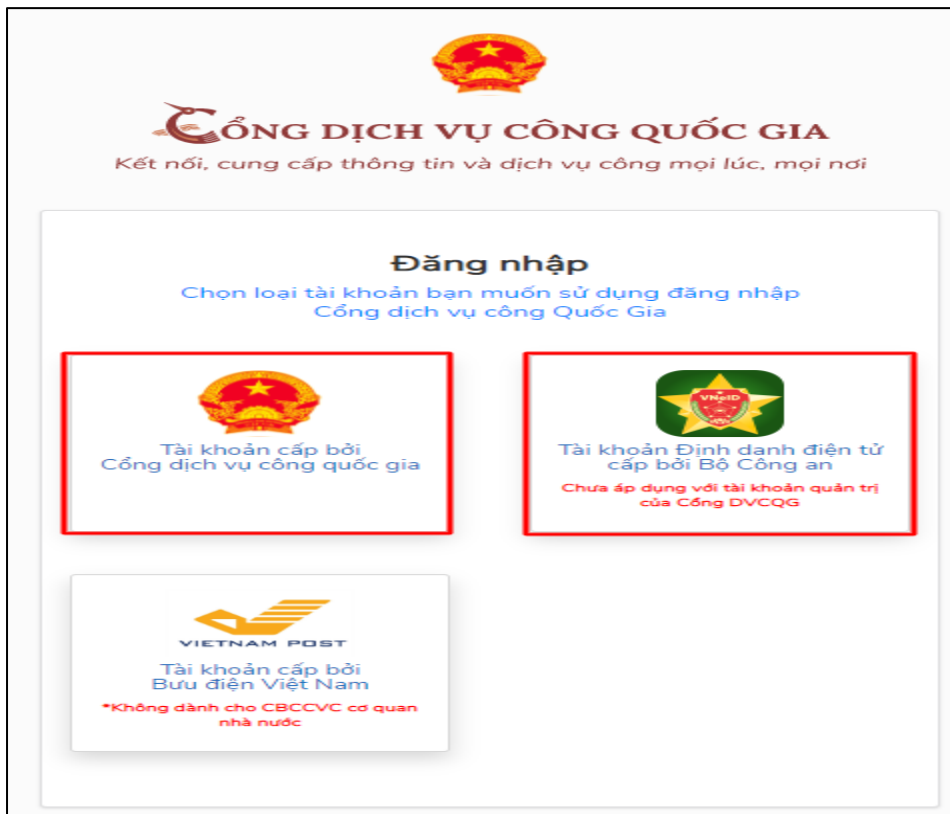 CỔNG DỊCH VỤ CÔNG QUỐC GIA
Kết nối, cung cấp thông tin và dịch vụ công mọi lúc, mọi nơi
Đăng nhập
Chọn loại tài khoản bạn muốn sử dụng đăng nhập
Cổng dịch vụ công Quốc Gia
Tài khoản cấp bởi
Cổng dịch vụ công quốc gia
VNeID
Tài khoản Định danh điện tử
cấp bởi Bộ Công an
Chưa áp dụng với tài khoản quản trị
của Cổng DVCQG
VIETNAM POST
Tài khoản cấp bởi
Bưu điện Việt Nam
*Không dành cho CBCCVC cơ quan
nhà nước